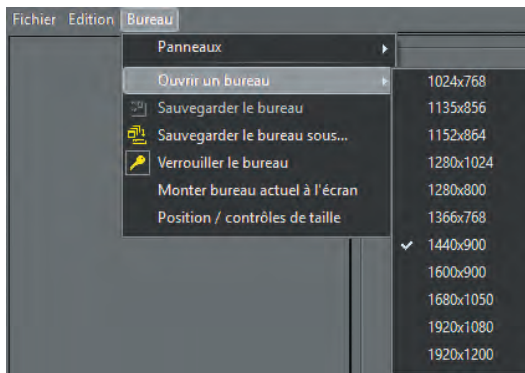 Fichier Edition Bureau
Panneaux
Ouvrir un bureau
Sauvegarder le bureau
Sauvegarder le bureau sous...
Verrouiller le bureau
Monter bureau actuel à l'écran
Position / contrôles de taille
1024x768
1135x856
1152x864
1280x1024
1280x800
1366x768
1440x900
1600x900
1680x1050
1920x1080
1920x1200